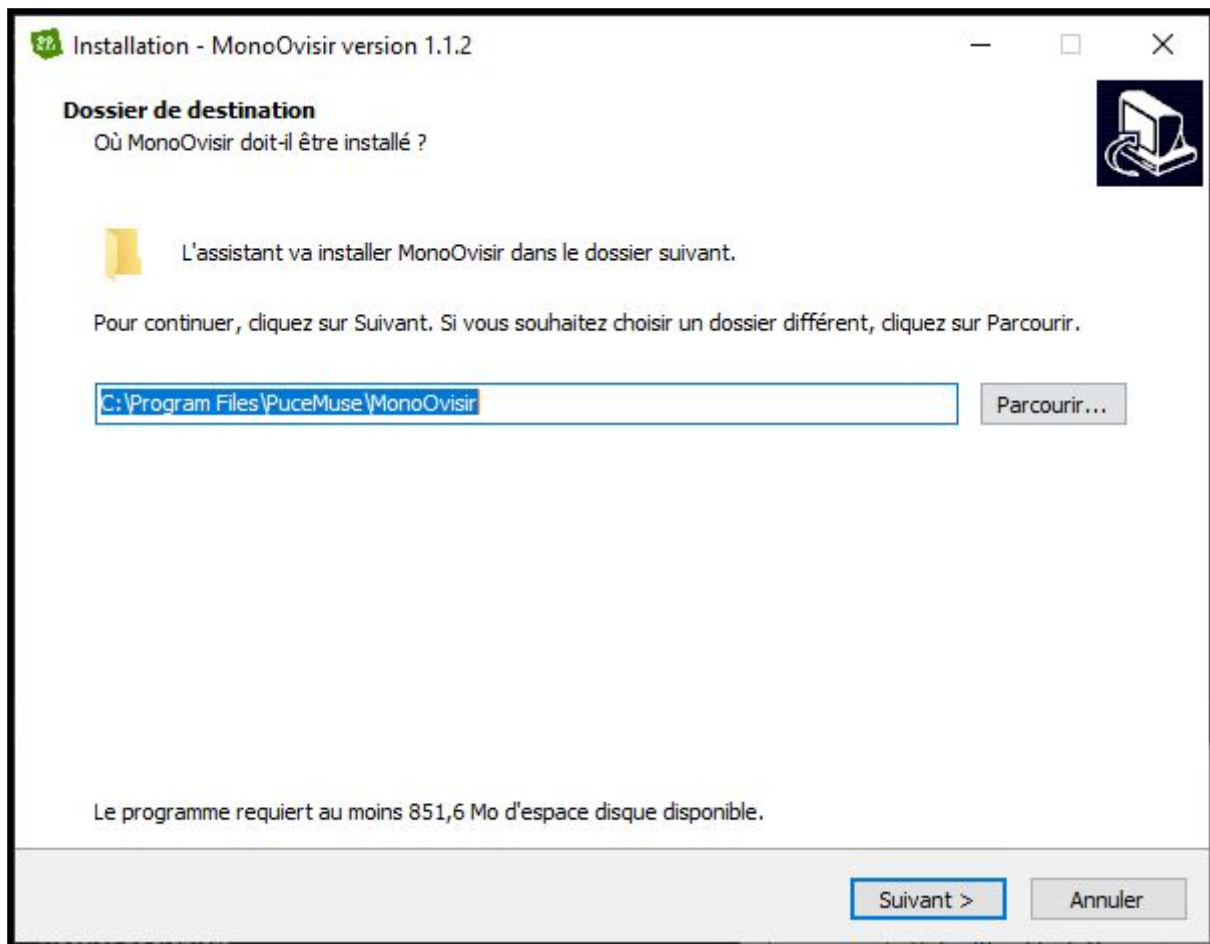 Installation - MonoOvisir version 1.1.2
Dossier de destination
Où MonoOvisir doit-il être installé ?
L'assistant va installer MonoOvisir dans le dossier suivant.
Pour continuer, cliquez sur Suivant. Si vous souhaitez choisir un dossier différent, cliquez sur Parcourir.
C:\Program Files\PuceMuse\MonoOvisir
Parcourir...
Le programme requiert au moins 851,6 Mo d'espace disque disponible.
Suivant >
Annuler